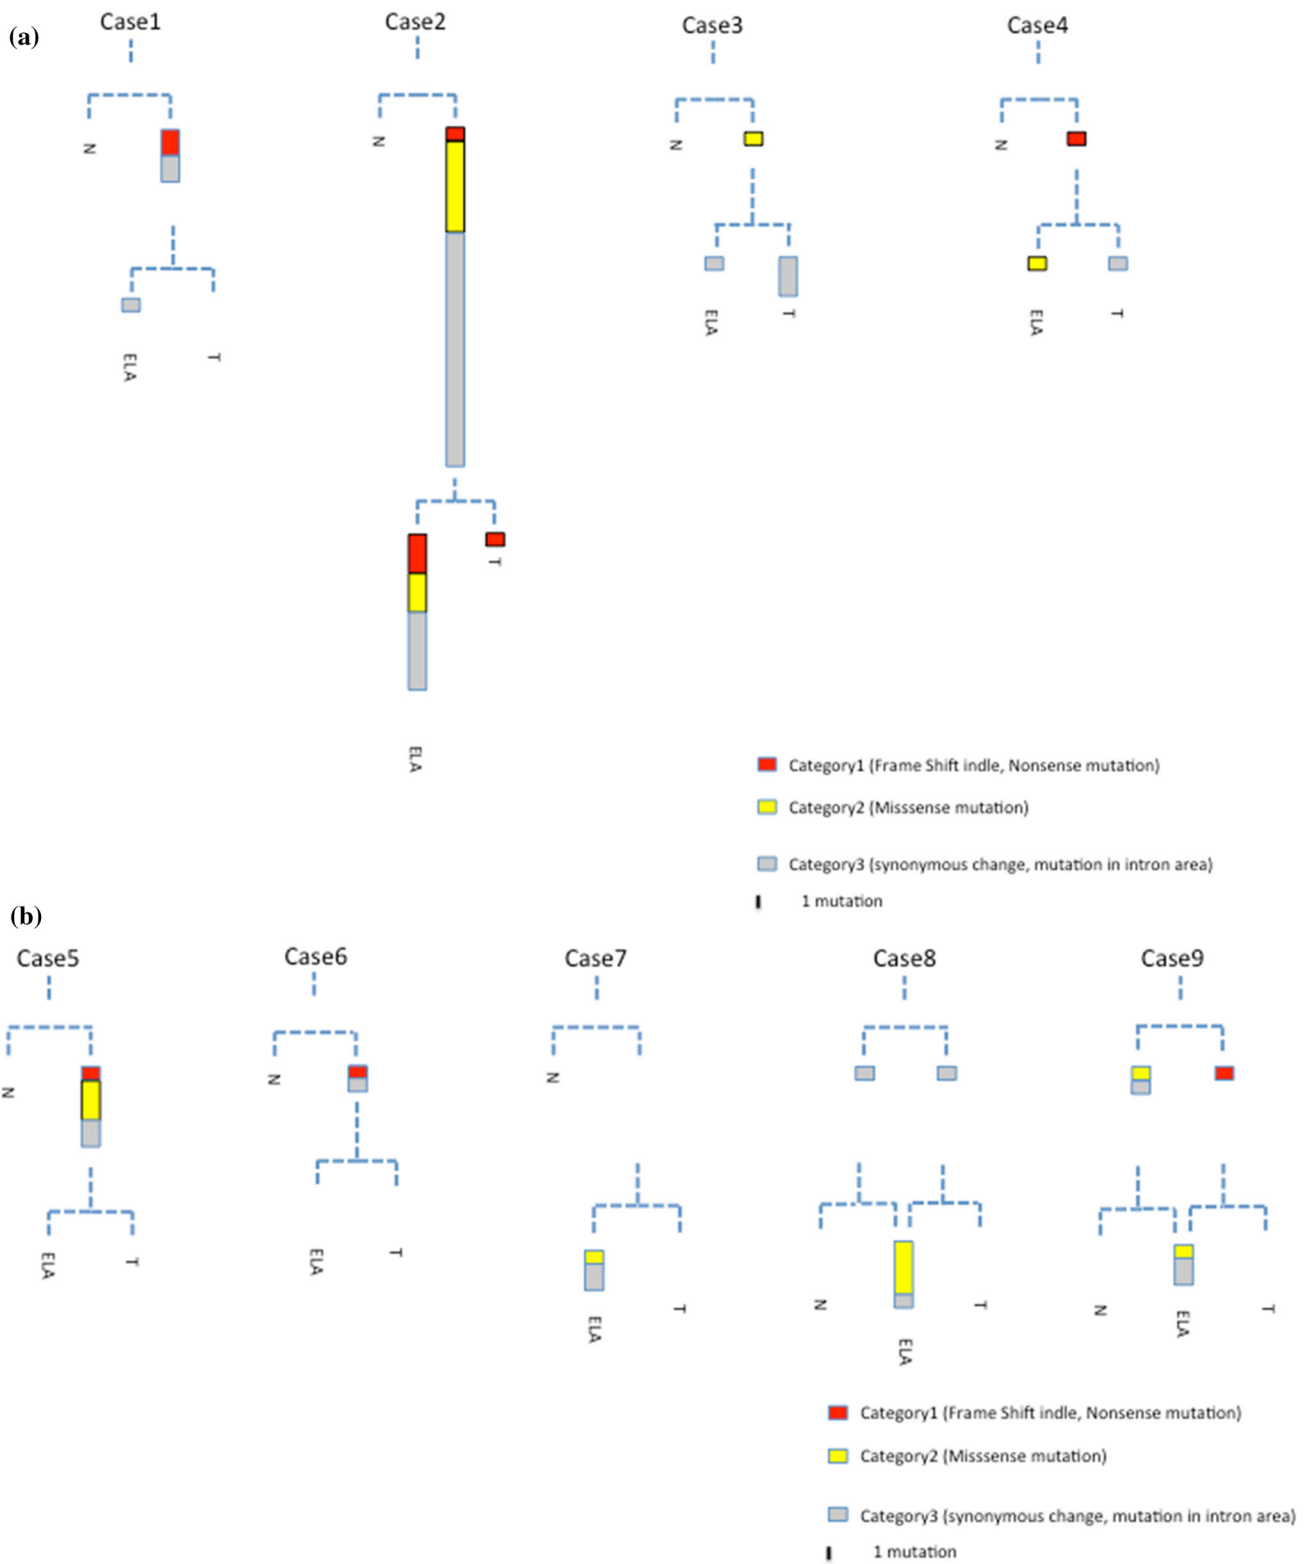 (a)
Case1 Case2 Case3 Case4
N N N N
ELA T ELA T
ELA T
T
ELA
Category1 (Frame Shift indle, Nonsense mutation)
Category2 (Misssense mutation)
Category3 (synonymous change, mutation in intron area)
1 mutation
(b)
Case5 Case6 Case7 Case8 Case9
N N N
ELA T ELA T ELA T N ELA T N ELA T
Category1 (Frame Shift indle, Nonsense mutation)
Category2 (Misssense mutation)
Category3 (synonymous change, mutation in intron area)
1 mutation